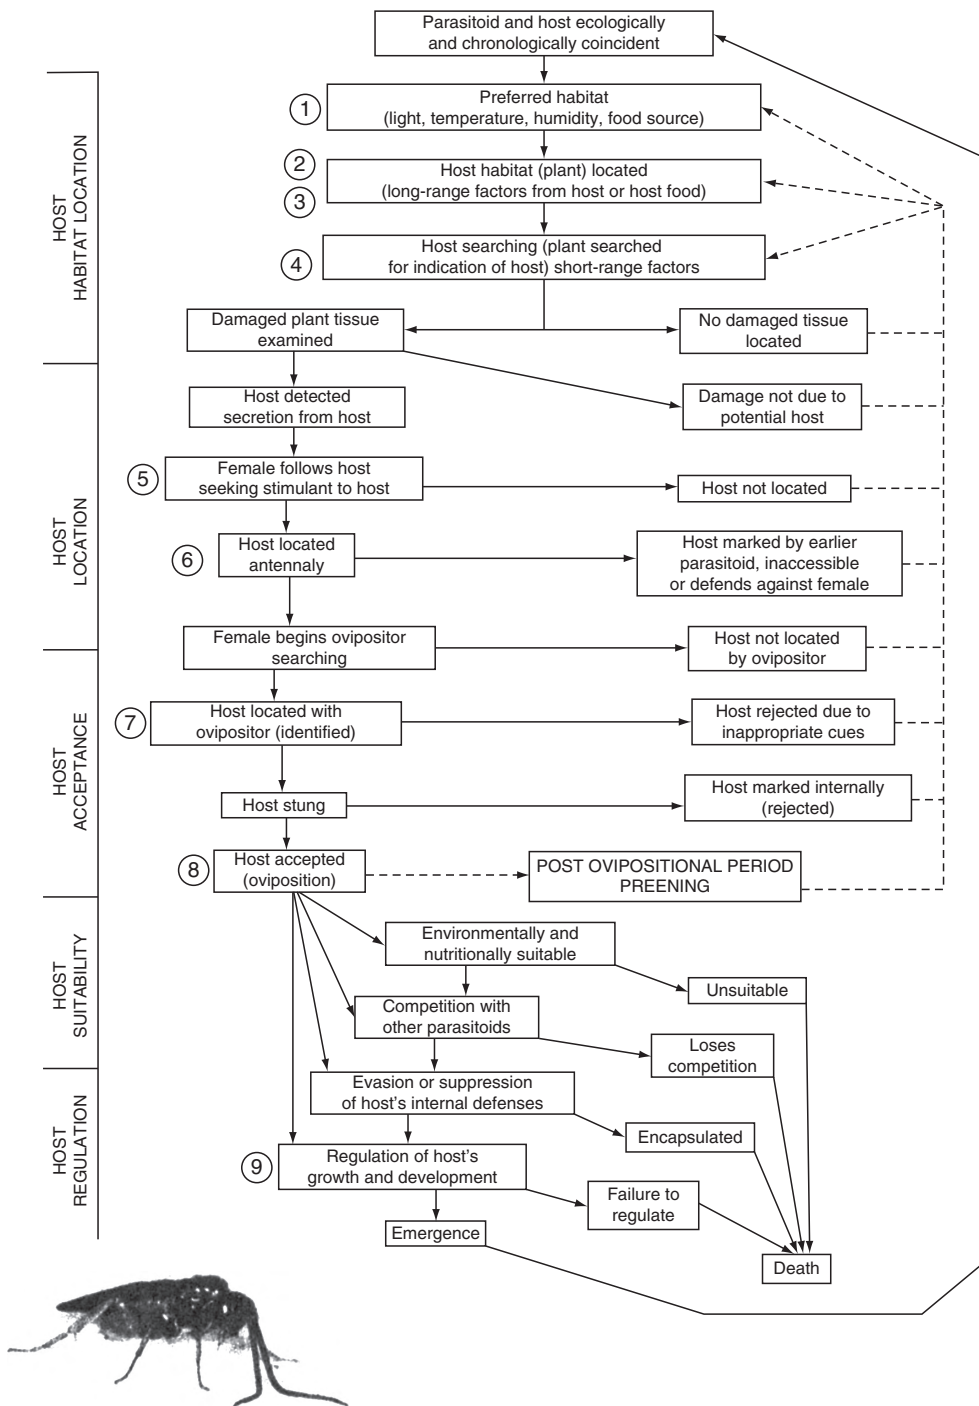 Parasitoid and host ecologically
and chronologically coincident
HOST
HABITAT LOCATION
1
Preferred habitat
(light, temperature, humidity, food source)
2
3
Host habitat (plant) located
(long-range factors from host or host food)
4
Host searching (plant searched
for indication of host) short-range factors
Damaged plant tissue
examined
No damaged tissue
located
HOST
LOCATION
Host detected
secretion from host
Damage not due to
potential host
5
Female follows host
seeking stimulant to host
Host not located
6
Host located
antennaly
Host marked by earlier
parasitoid, inaccessible
or defends against female
Female begins ovipositor
searching
Host not located
by ovipositor
HOST
ACCEPTANCE
7
Host located with
ovipositor (identified)
Host rejected due to
inappropriate cues
Host stung
Host marked internally
(rejected)
8
Host accepted
(oviposition)
POST OVIPOSITIONAL PERIOD
PREENING
HOST
SUITABILITY
Environmentally and
nutritionally suitable
Unsuitable
Competition with
other parasitoids
Loses
competition
HOST
REGULATION
Evasion or suppression
of host's internal defenses
Encapsulated
9
Regulation of host's
growth and development
Failure to
regulate
Emergence
Death